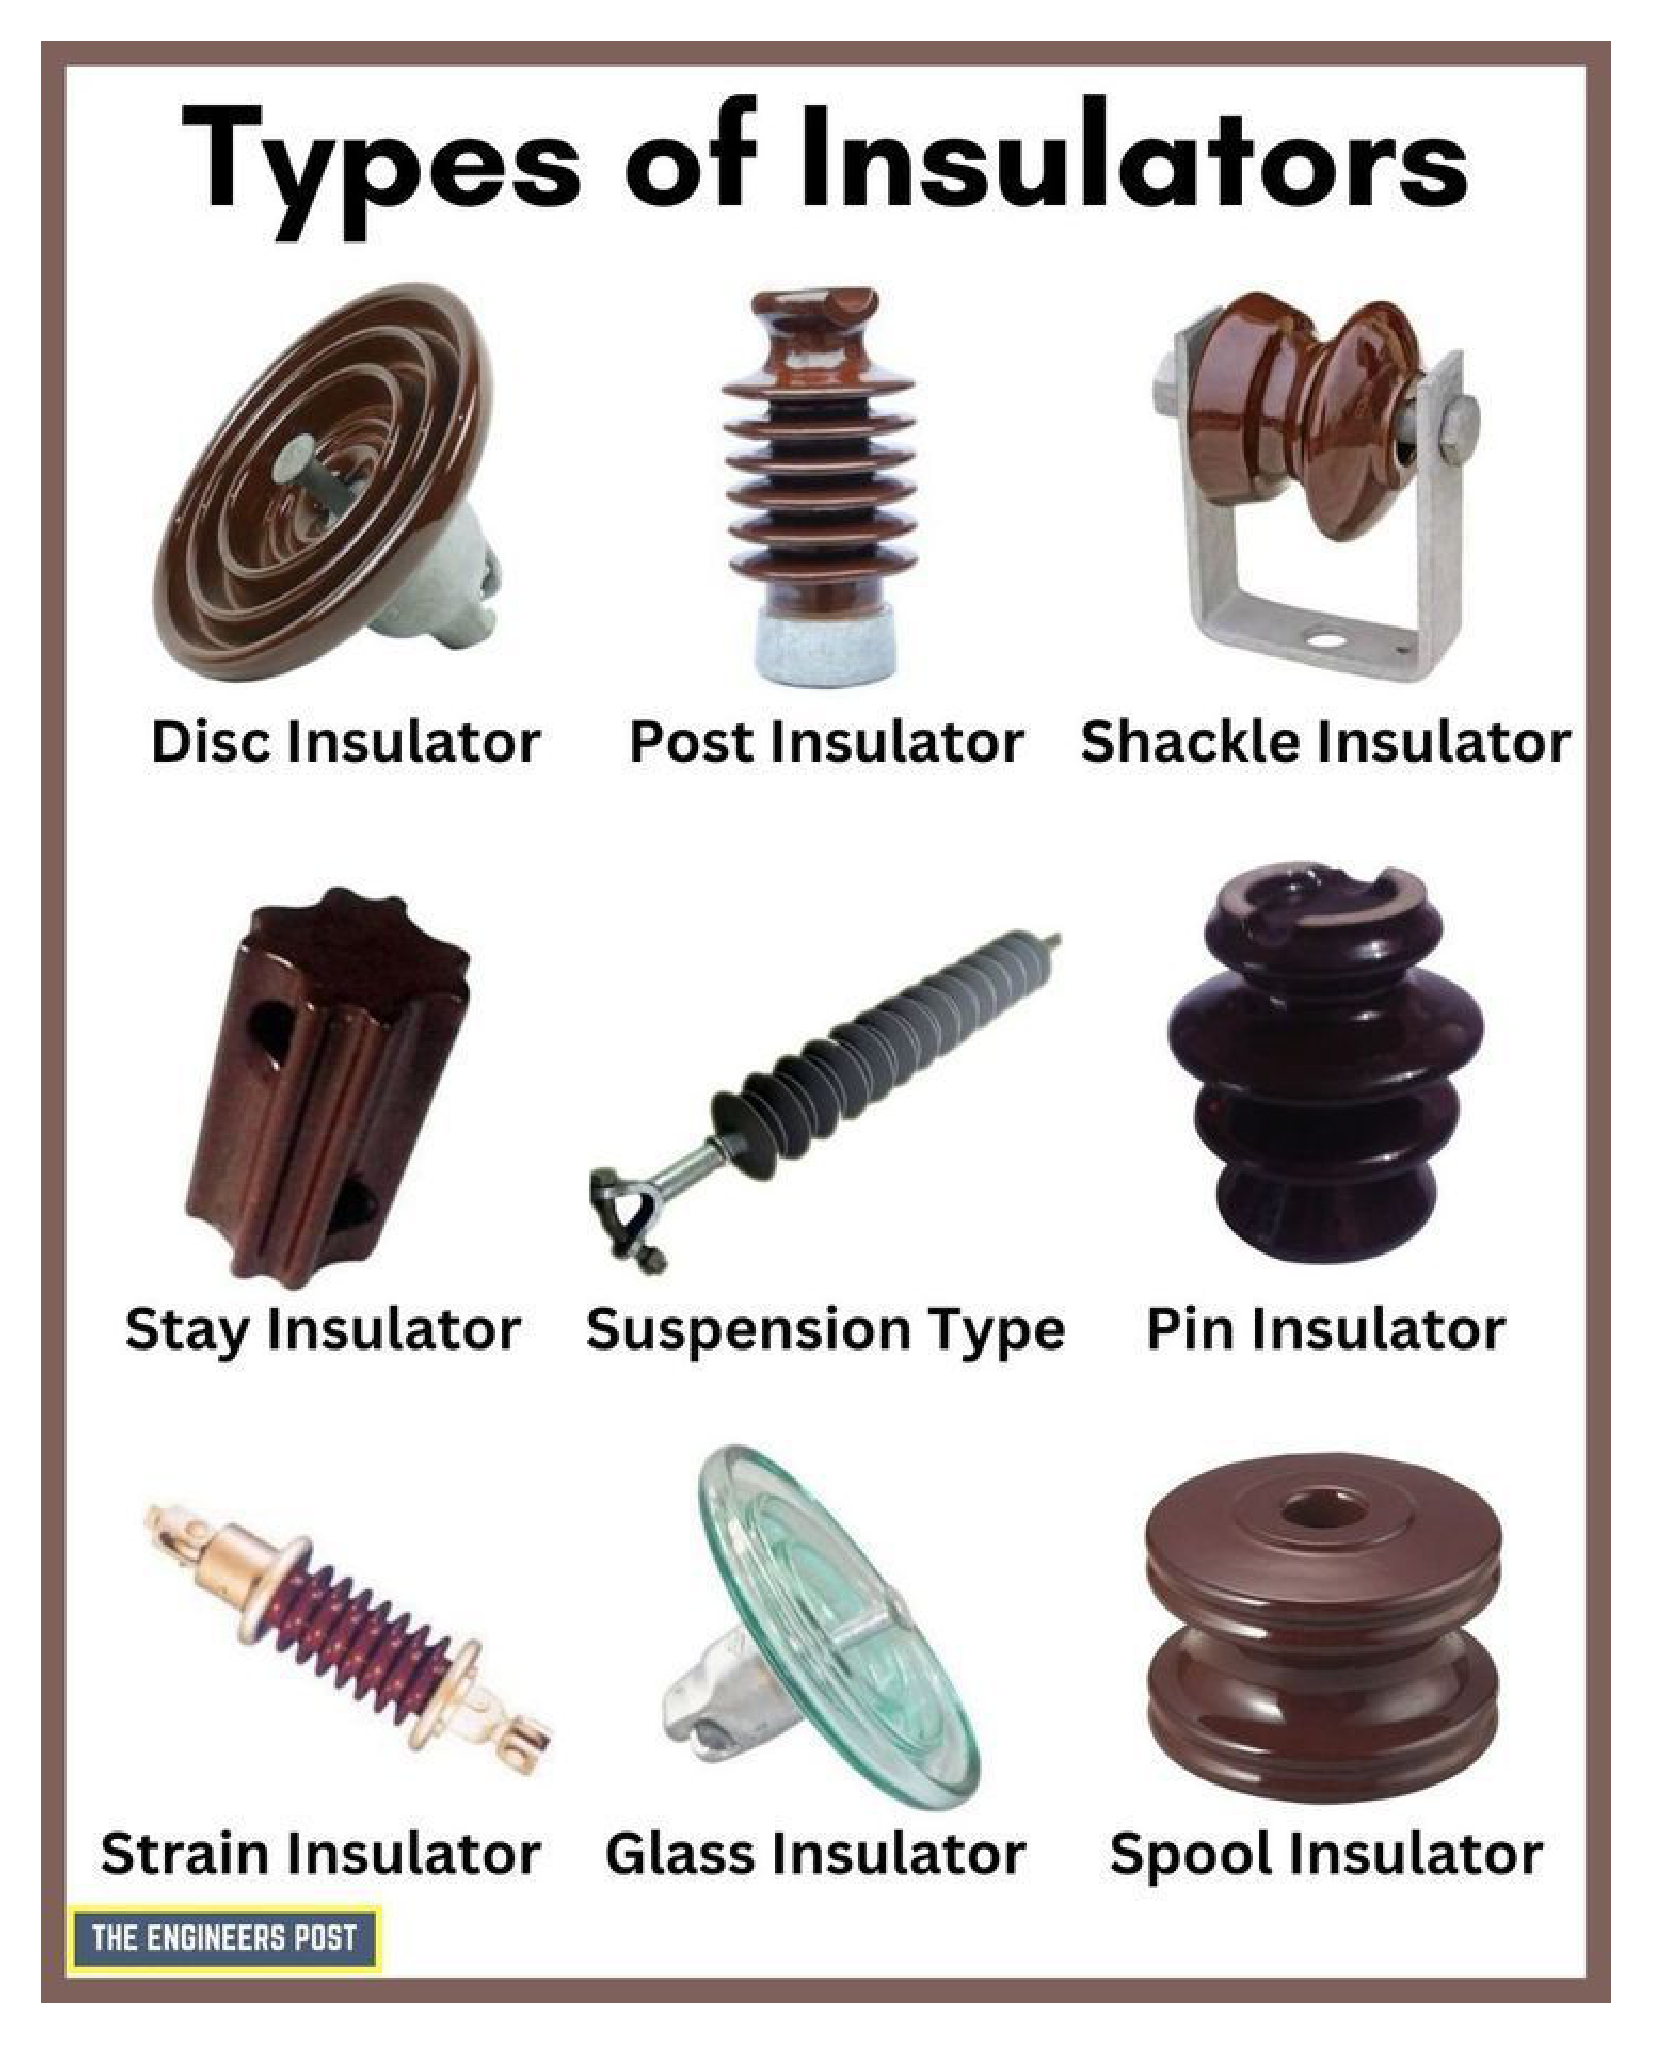 Types of Insulators
Disc Insulator
Post Insulator
Shackle Insulator
Stay Insulator
Suspension Type
Pin Insulator
Strain Insulator
Glass Insulator
Spool Insulator
THE ENGINEERS POST